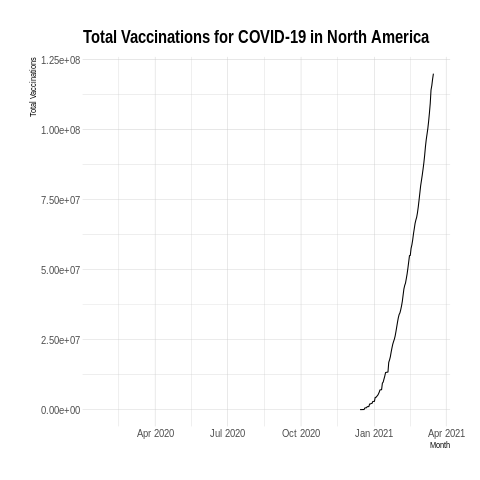 Total Vaccinations for COVID-19 in North America
Total Vaccinations
1.25e+08
1.00e+08
7.50e+07
5.00e+07
2.50e+07
0.00e+00
Apr 2020 Jul 2020 Oct 2020 Jan 2021 Apr 2021
Month